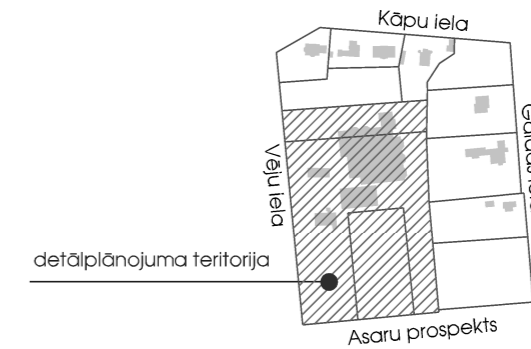 Kāpu iela
Vēju iela
detālplānojuma teritorija
Asaru prospekts